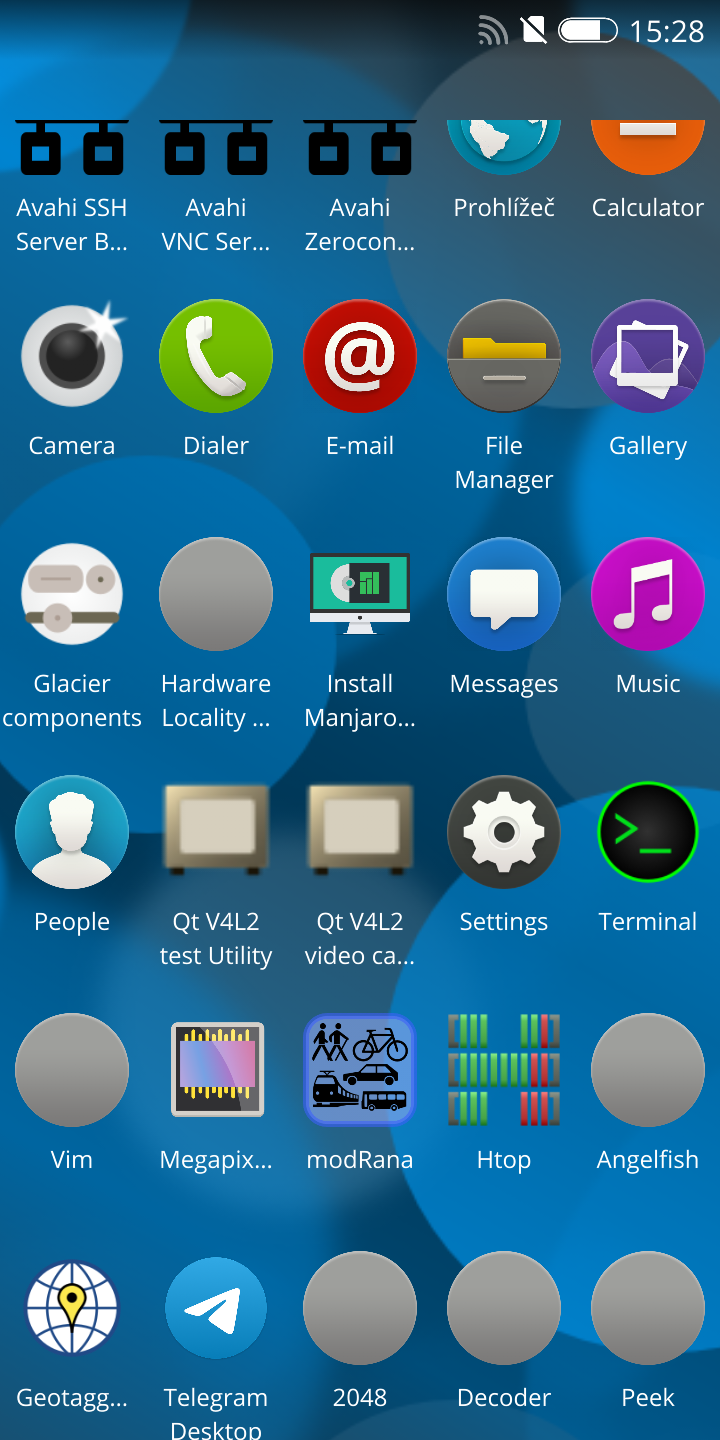 15:28
Avahi SSH
Server B...
Avahi
VNC Ser...
Avahi
Zerocon...
Prohlížeč
Calculator
Camera
Dialer
@
E-mail
File
Manager
Gallery
Glacier
components
Hardware
Locality ...
Install
Manjaro...
Messages
Music
People
Qt V4L2
test Utility
Qt V4L2
video ca...
Settings
>_
Terminal
Vim
Megapix...
modRana
Htop
Angelfish
Geotagg...
Telegram
Desktop
2048
Decoder
Peek